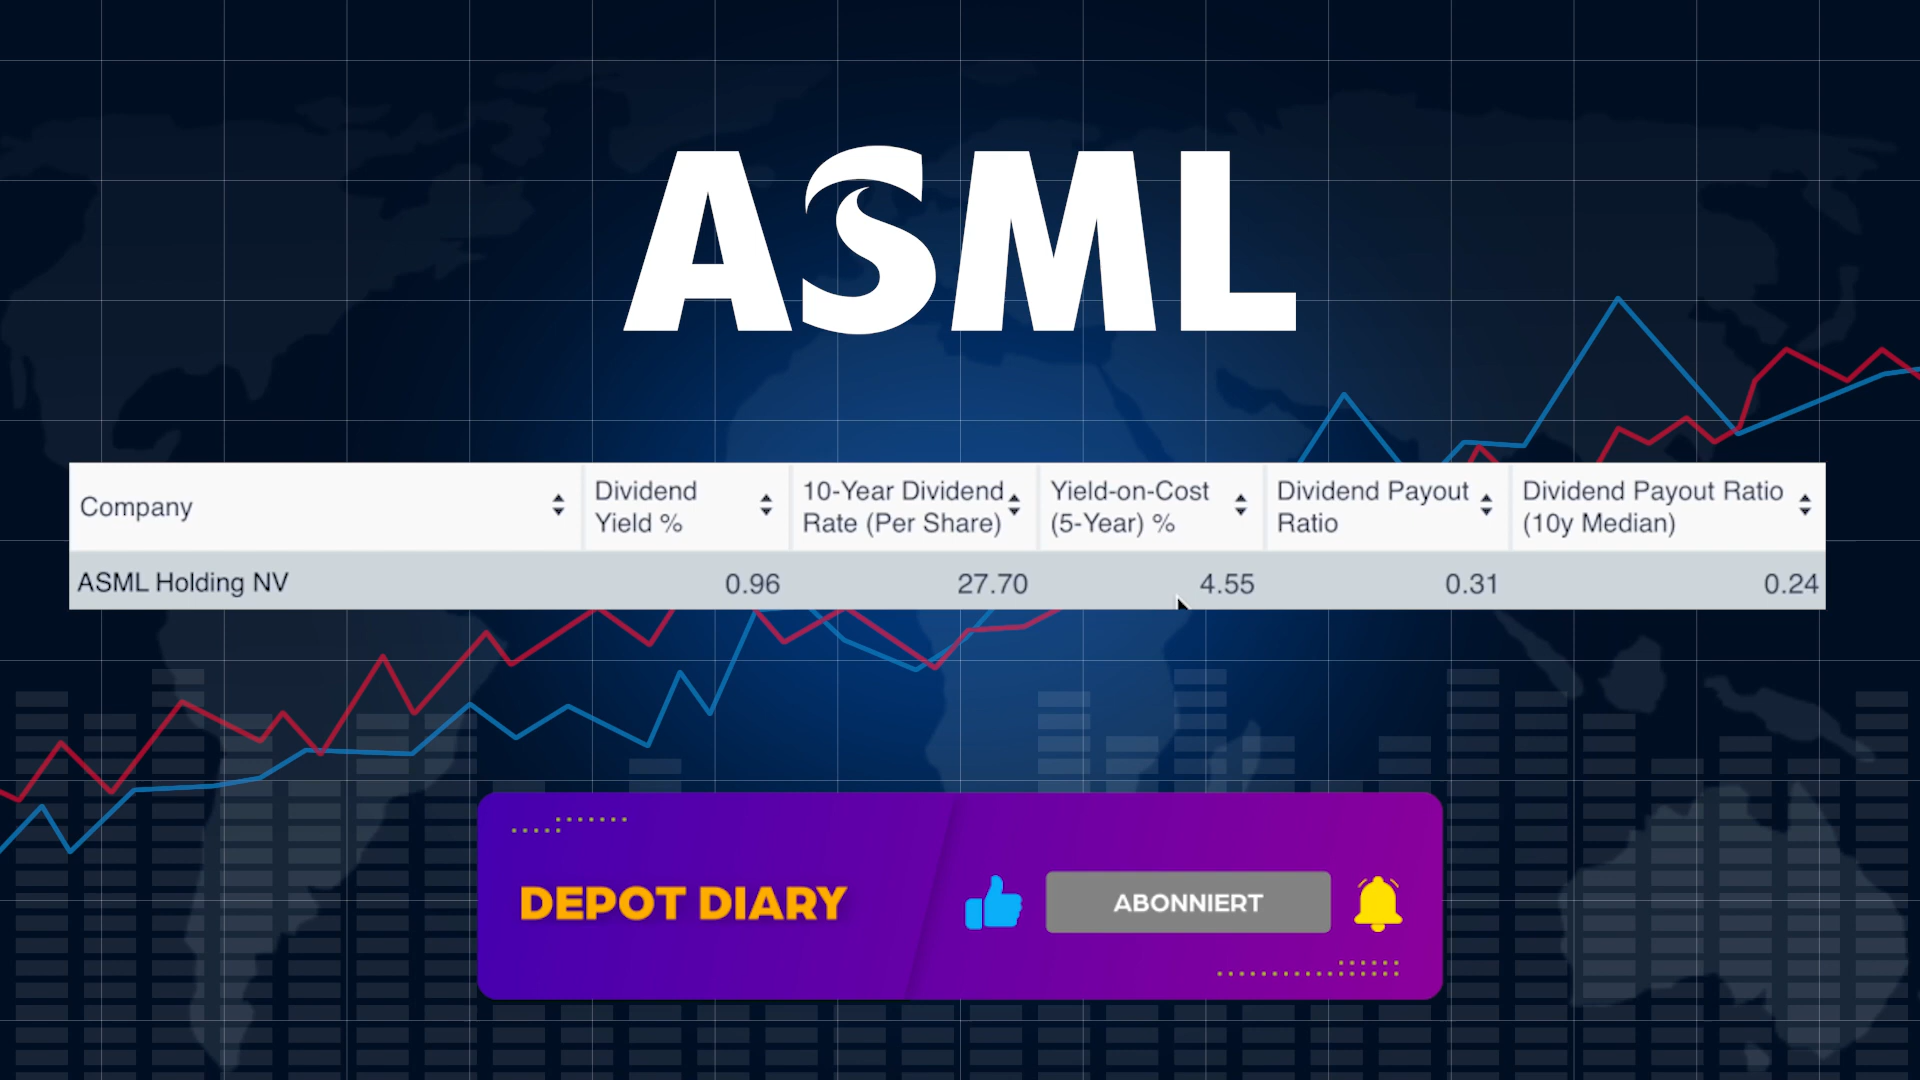 ASML
Company
Dividend
Yield %
10-Year Dividend
Rate (Per Share)
Yield-on-Cost
(5-Year) %
Dividend Payout
Ratio
Dividend Payout Ratio
(10y Median)
ASML Holding NV 0.96 27.70 4.55 0.31 0.24
DEPOT DIARY
ABONNIERT